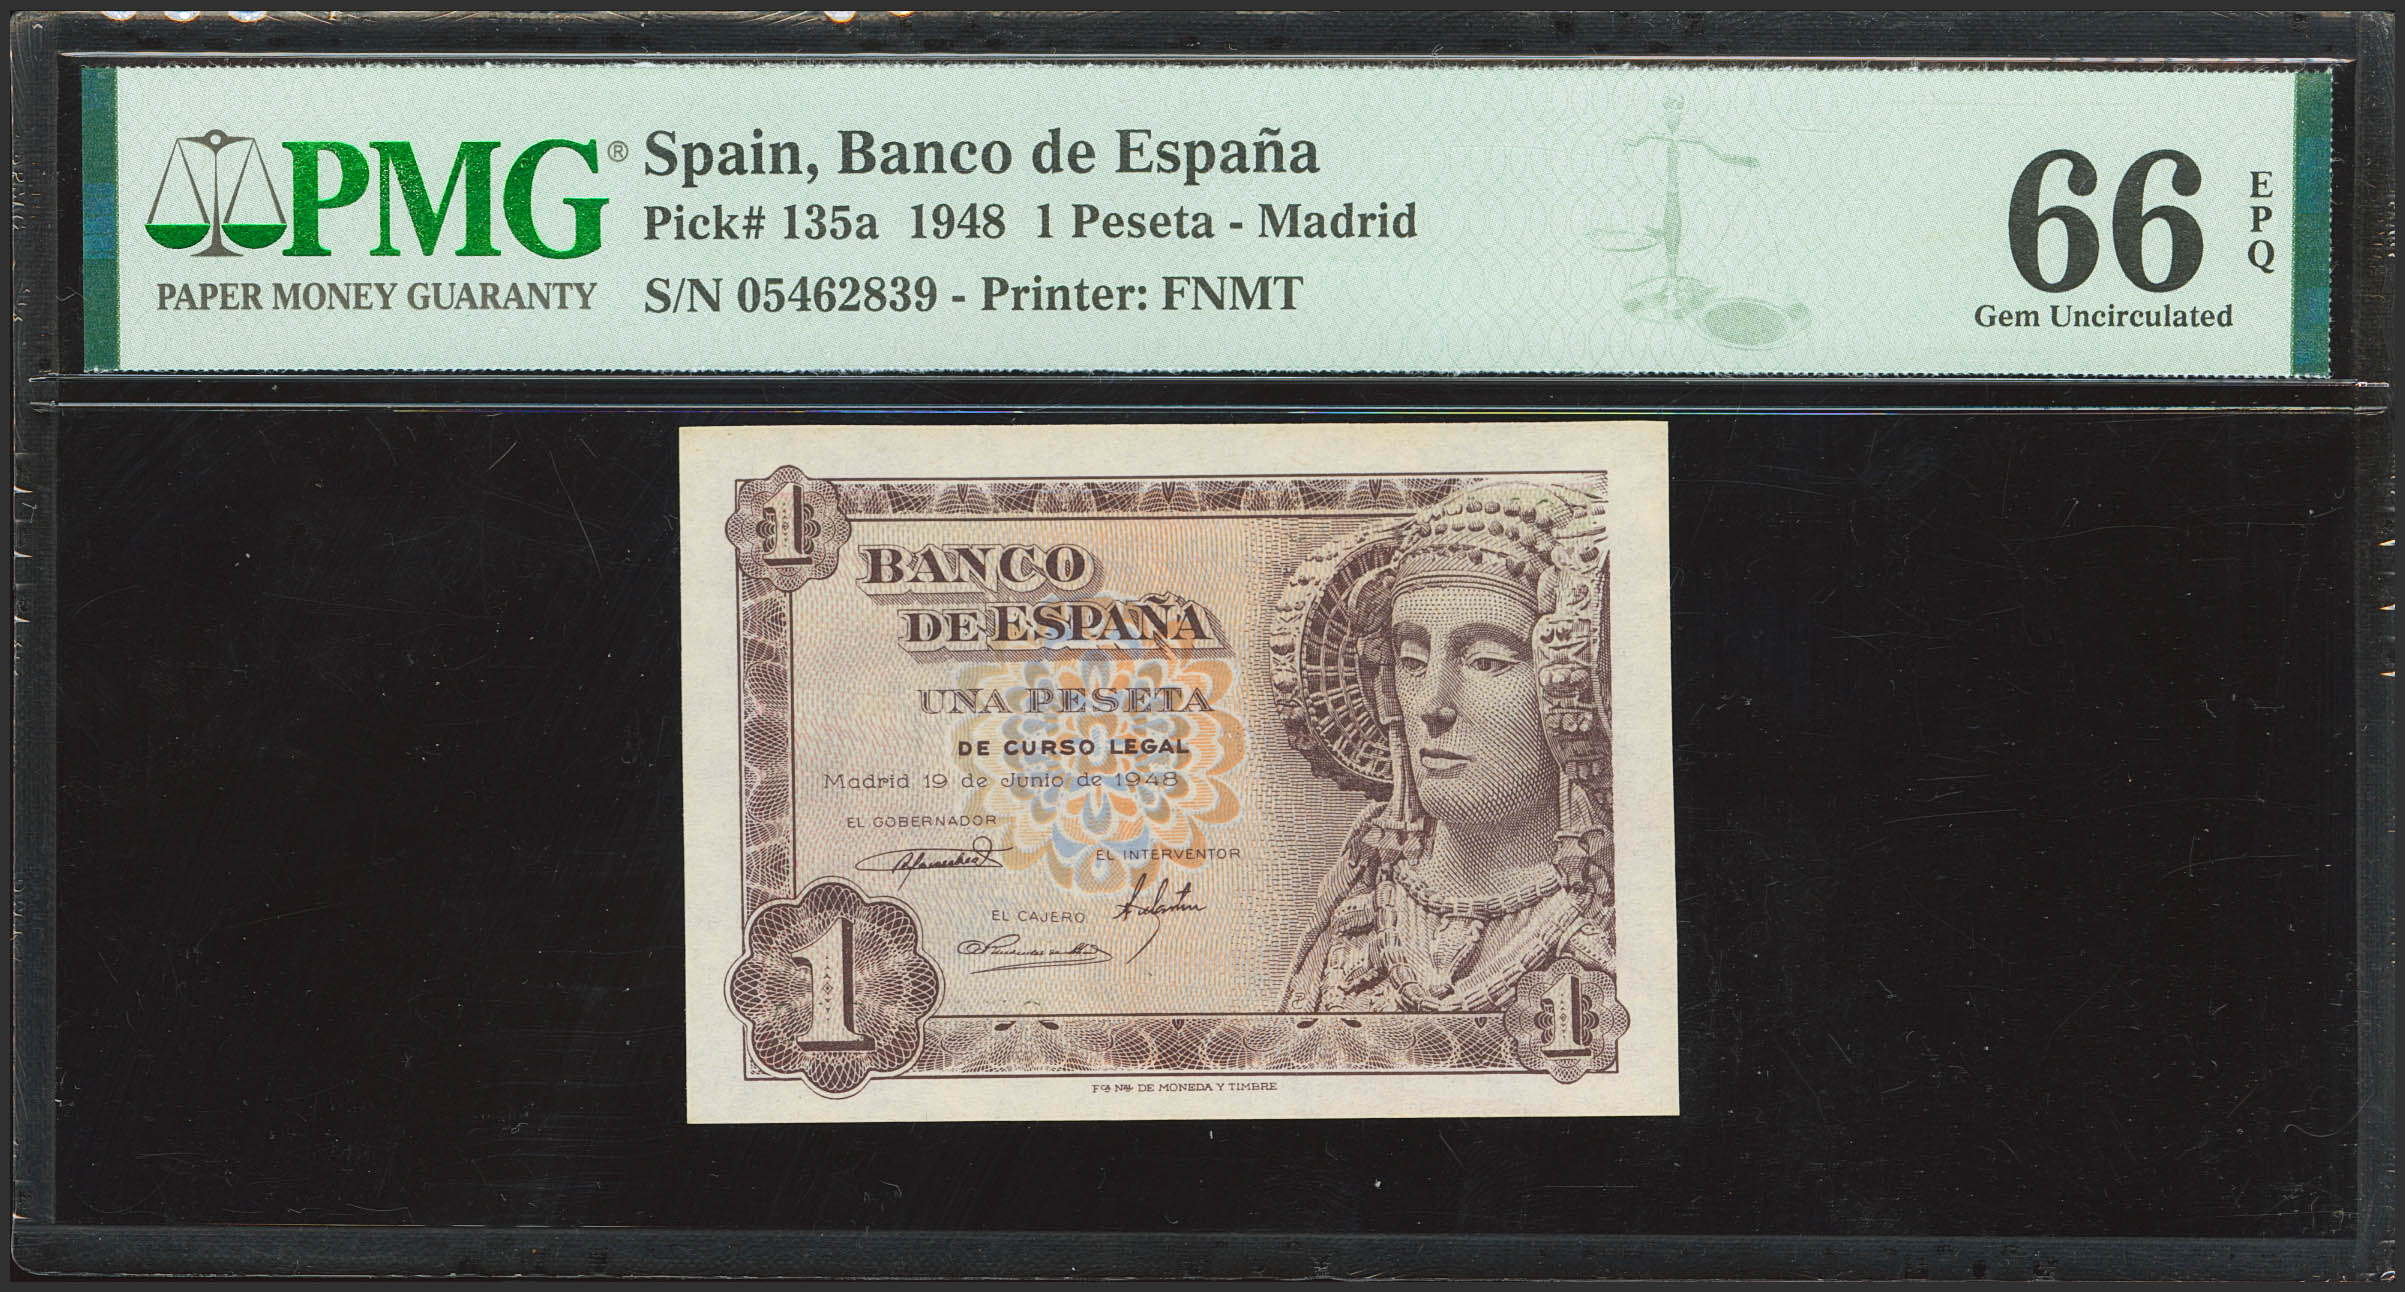 PMG®
PAPER MONEY GUARANTY
Spain, Banco de España
Pick# 135a 1948 1 Peseta - Madrid
S/N 05462839 - Printer: FNMT
66
EPQ
Gem Uncirculated
1
BANCO
DE ESPAÑA
UNA PESETA
DE CURSO LEGAL
Madrid 19 de Junio de 1948
EL GOBERNADOR
EL INTERVENTOR
EL CAJERO
1
1
Fca Nal DE MONEDA Y TIMBRE